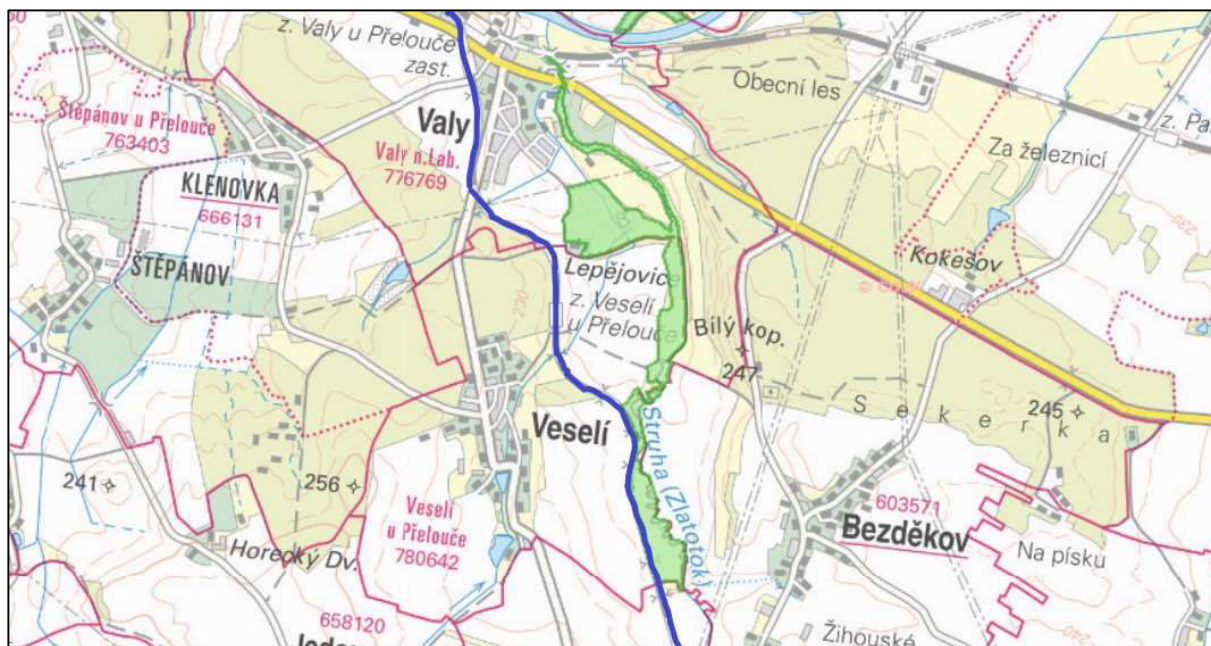 z. Valy u Přelouče
zast.
Obecní les
Štěpánov u Přelouče
763403
Valy
Valy n.Lab.
776769
Za železnicí
KLENOVKA
666131
ŠTĚPÁNOV
Lepějovice
z. Veselí
u Přelouče
Kokešov
Bílý kop.
247
Sekerka
245
Veselí
Struha (Zlatotok)
241
256
Veselí
u Přelouče
780642
603571
Bezděkov
Horecký Dv.
Na písku
658120
Žihouské
230
240